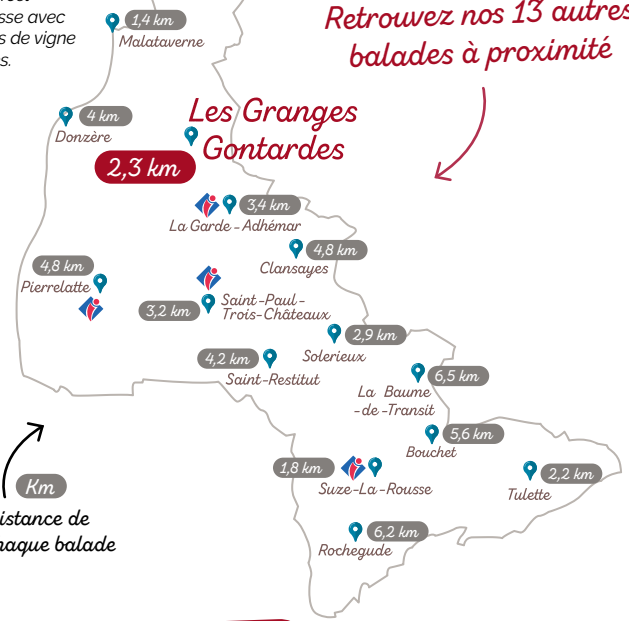 sse avec
s de vigne
s.
Retrouvez nos 13 autres
balades à proximité
1,4 km
Malataverne
4 km
Donzère
Les Granges
Gontardes
2,3 km
3,4 km
La Garde-Adhémar
4,8 km
Clansayes
4,8 km
Pierrelatte
3,2 km
Saint-Paul-
Trois-Châteaux
2,9 km
Solerieux
4,2 km
Saint-Restitut
6,5 km
La Baume
-de-Transit
5,6 km
Bouchet
1,8 km
Suze-La-Rousse
2,2 km
Tulette
6,2 km
Rochegude
Km
istance de
haque balade